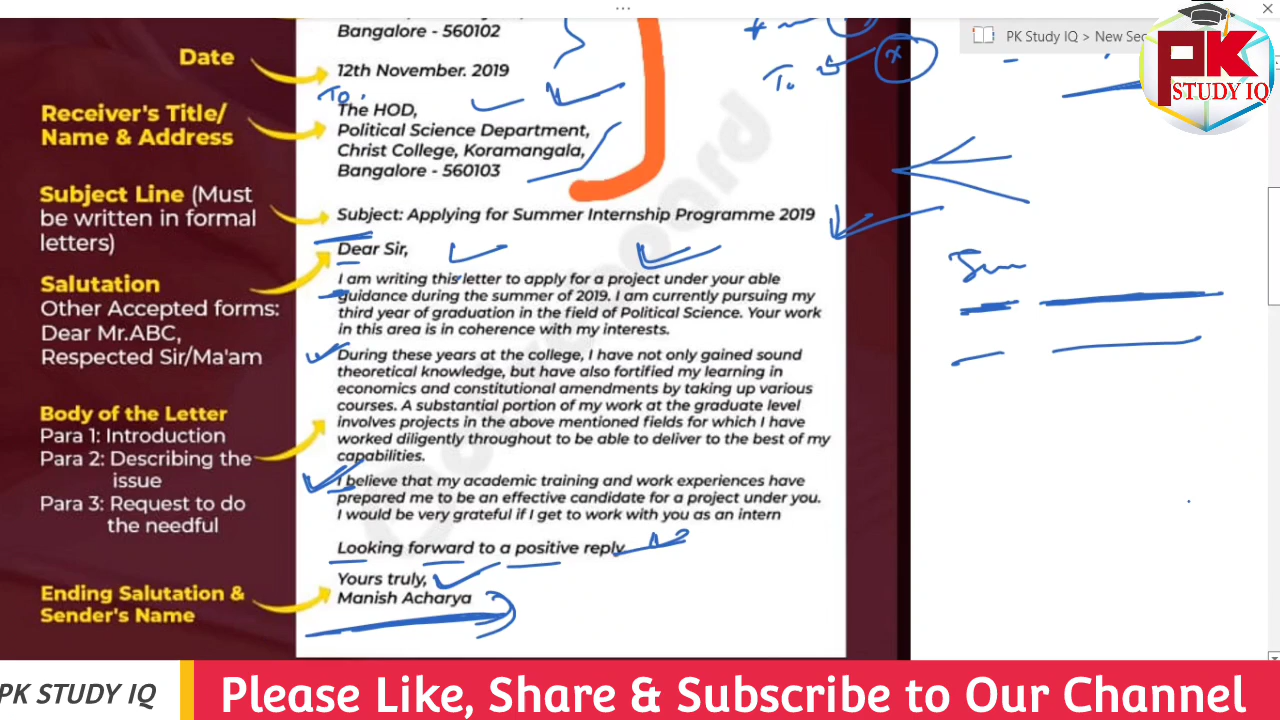 Bangalore - 560102
Date
12th November. 2019
To
Receiver's Title/
Name & Address
The HOD,
Political Science Department,
Christ College, Koramangala,
Bangalore - 560103
Subject Line (Must
be written in formal
letters)
Subject: Applying for Summer Internship Programme 2019
Salutation
Other Accepted forms:
Dear Mr.ABC,
Respected Sir/Ma'am
Dear Sir,
I am writing this letter to apply for a project under your able
guidance during the summer of 2019. I am currently pursuing my
third year of graduation in the field of Political Science. Your work
in this area is in coherence with my interests.
During these years at the college, I have not only gained sound
theoretical knowledge, but have also fortified my learning in
economics and constitutional amendments by taking up various
courses. A substantial portion of my work at the graduate level
involves projects in the above mentioned fields for which I have
worked diligently throughout to be able to deliver to the best of my
capabilities.
Body of the Letter
Para 1: Introduction
Para 2: Describing the
issue
Para 3: Request to do
the needful
I believe that my academic training and work experiences have
prepared me to be an effective candidate for a project under you.
I would be very grateful if I get to work with you as an intern
Looking forward to a positive reply
Ending Salutation &
Sender's Name
Yours truly,
Manish Acharya
To
x
PK Study IQ > New Sec
PK
STUDY IQ
PK STUDY IQ
Please Like, Share & Subscribe to Our Channel